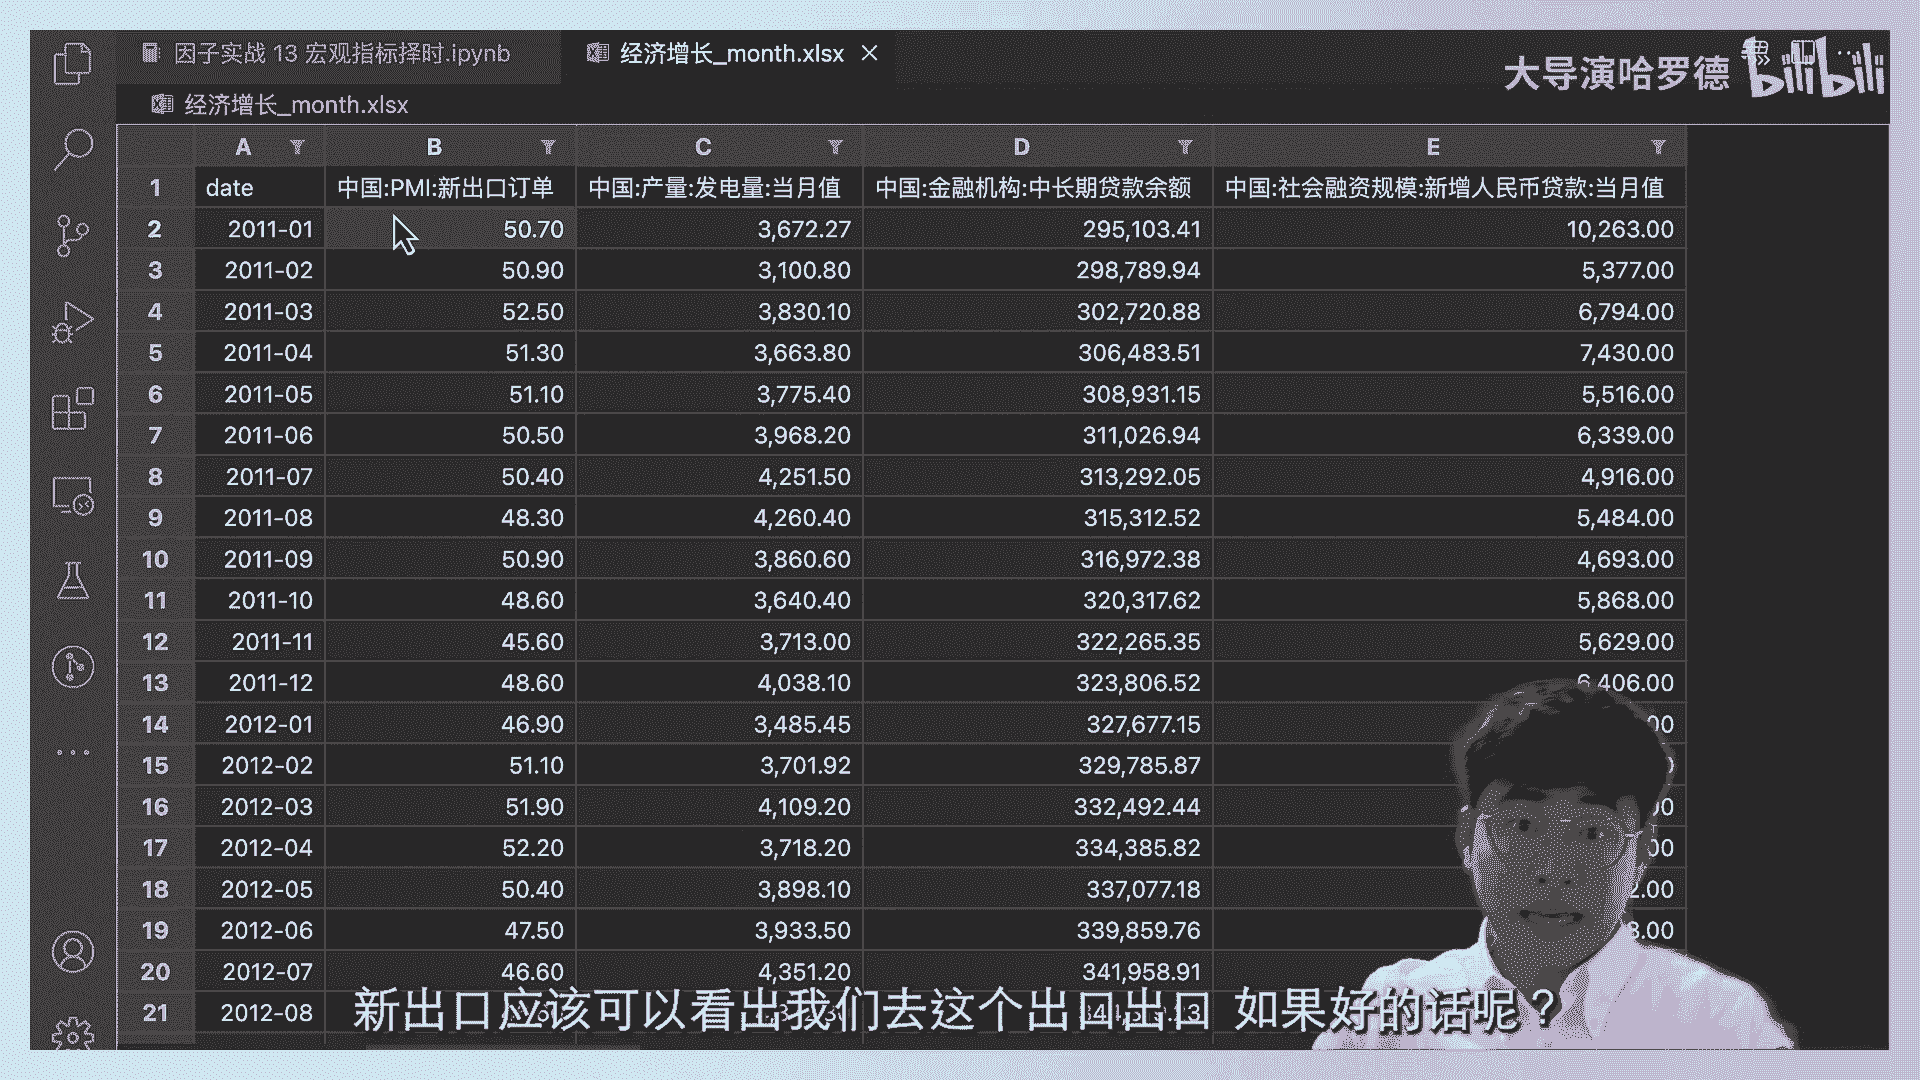 因子实战 13 宏观指标择时.ipynb
经济增长_month.xlsx
大导演哈罗德 bilibili
经济增长_month.xlsx
A B C D E
1 date 中国:PMI:新出口订单 中国:产量:发电量:当月值 中国:金融机构:中长期贷款余额 中国:社会融资规模:新增人民币贷款:当月值
2 2011-01 50.70 3,672.27 295,103.41 10,263.00
3 2011-02 50.90 3,100.80 298,789.94 5,377.00
4 2011-03 52.50 3,830.10 302,720.88 6,794.00
5 2011-04 51.30 3,663.80 306,483.51 7,430.00
6 2011-05 51.10 3,775.40 308,931.15 5,516.00
7 2011-06 50.50 3,968.20 311,026.94 6,339.00
8 2011-07 50.40 4,251.50 313,292.05 4,916.00
9 2011-08 48.30 4,260.40 315,312.52 5,484.00
10 2011-09 50.90 3,860.60 316,972.38 4,693.00
11 2011-10 48.60 3,640.40 320,317.62 5,868.00
12 2011-11 45.60 3,713.00 322,265.35 5,629.00
13 2011-12 48.60 4,038.10 323,806.52 6,406.00
14 2012-01 46.90 3,485.45 327,677.15
15 2012-02 51.10 3,701.92 329,785.87
16 2012-03 51.90 4,109.20 332,492.44
17 2012-04 52.20 3,718.20 334,385.82
18 2012-05 50.40 3,898.10 337,077.18
19 2012-06 47.50 3,933.50 339,859.76
20 2012-07 46.60 4,351.20 341,958.91
21 2012-08
新出口应该可以看出我们去这个出口出口 如果好的话呢？